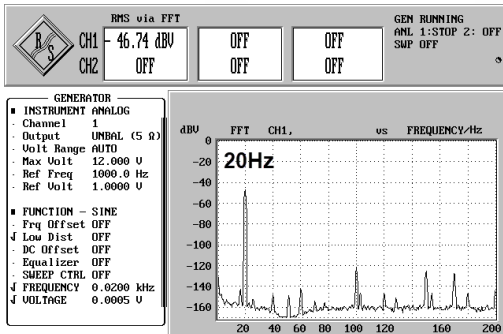 RMS via FFT
GEN RUNNING
ANL 1:STOP 2: OFF
SWP OFF
R S
CH1 - 46.74 dBV OFF OFF
CH2 OFF OFF OFF
GENERATOR
INSTRUMENT ANALOG
Channel 1
Output UNBAL (5 Ω)
Volt Range AUTO
Max Volt 12.000 V
Ref Freq 1000.0 Hz
Ref Volt 1.0000 V
FUNCTION – SINE
Frq Offset OFF
Low Dist OFF
DC Offset OFF
Equalizer OFF
SWEEP CTRL OFF
FREQUENCY 0.0200 kHz
VOLTAGE 0.0005 V
dBV FFT CH1, vs FREQUENCY/Hz
0
-20
-40
-60
-80
-100
-120
-140
-160
20Hz
20 40 60 80 100 120 160 200